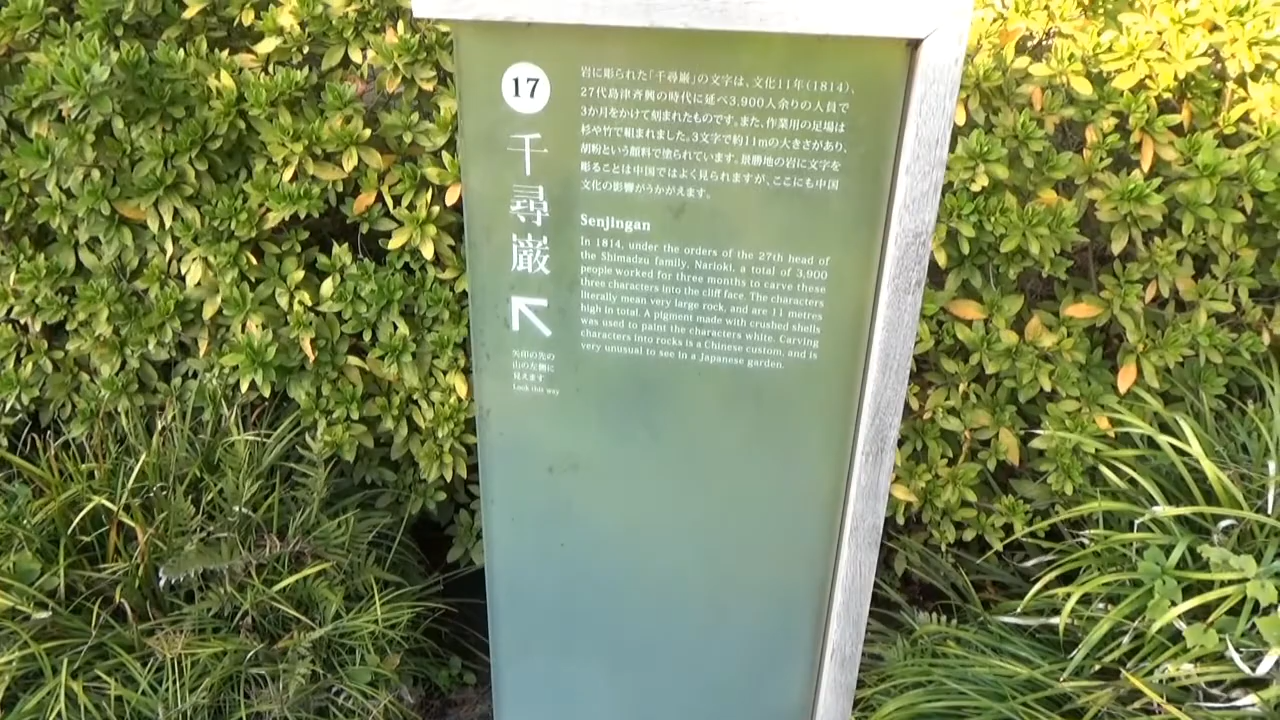 17
千尋巌
矢印の先の
山の左側に
見えます
Look this way
岩に彫られた「千尋巌」の文字は、文化11年(1814)、
27代島津斉興の時代に延べ3,900人余りの人員で
3か月をかけて刻まれたものです。また、作業用の足場は
杉や竹で組まれました。3文字で約11mの大きさがあり、
胡粉という顔料で塗られています。景勝地の岩に文字を
彫ることは中国ではよく見られますが、ここにも中国
文化の影響がうかがえます。
Senjingan
In 1814, under the orders of the 27th head of
the Shimadzu family, Narioki, a total of 3,900
people worked for three months to carve these
three characters into the cliff face. The characters
literally mean very large rock, and are 11 metres
high in total. A pigment made with crushed shells
was used to paint the characters white. Carving
characters into rocks is a Chinese custom, and is
very unusual to see in a Japanese garden.